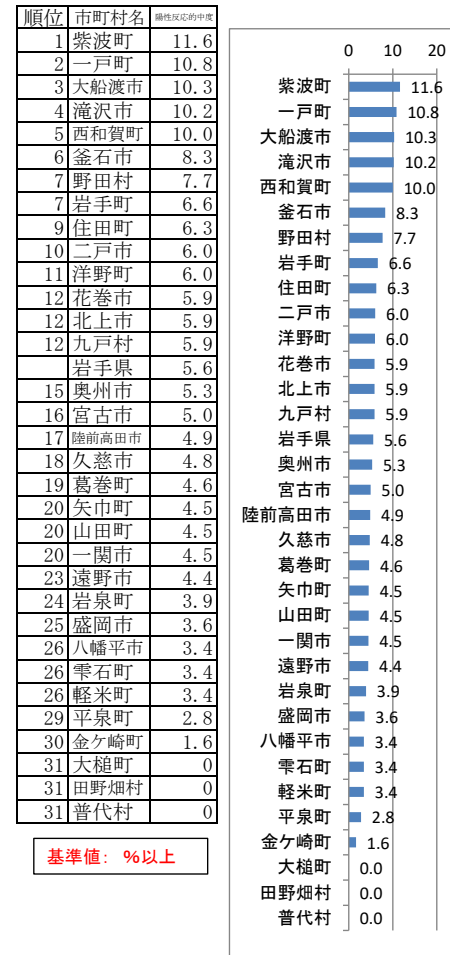 順位 市町村名 陽性反応的中度
1 紫波町 11.6
2 一戸町 10.8
3 大船渡市 10.3
4 滝沢市 10.2
5 西和賀町 10.0
6 釜石市 8.3
7 野田村 7.7
7 岩手町 6.6
9 住田町 6.3
10 二戸市 6.0
11 洋野町 6.0
12 花巻市 5.9
12 北上市 5.9
12 九戸村 5.9
岩手県 5.6
15 奥州市 5.3
16 宮古市 5.0
17 陸前高田市 4.9
18 久慈市 4.8
19 葛巻町 4.6
20 矢巾町 4.5
20 山田町 4.5
20 一関市 4.5
23 遠野市 4.4
24 岩泉町 3.9
25 盛岡市 3.6
26 八幡平市 3.4
26 雫石町 3.4
26 軽米町 3.4
29 平泉町 2.8
30 金ケ崎町 1.6
31 大槌町 0
31 田野畑村 0
31 普代村 0
基準値: %以上
0 10 20
紫波町 11.6
一戸町 10.8
大船渡市 10.3
滝沢市 10.2
西和賀町 10.0
釜石市 8.3
野田村 7.7
岩手町 6.6
住田町 6.3
二戸市 6.0
洋野町 6.0
花巻市 5.9
北上市 5.9
九戸村 5.9
岩手県 5.6
奥州市 5.3
宮古市 5.0
陸前高田市 4.9
久慈市 4.8
葛巻町 4.6
矢巾町 4.5
山田町 4.5
一関市 4.5
遠野市 4.4
岩泉町 3.9
盛岡市 3.6
八幡平市 3.4
雫石町 3.4
軽米町 3.4
平泉町 2.8
金ケ崎町 1.6
大槌町 0.0
田野畑村 0.0
普代村 0.0